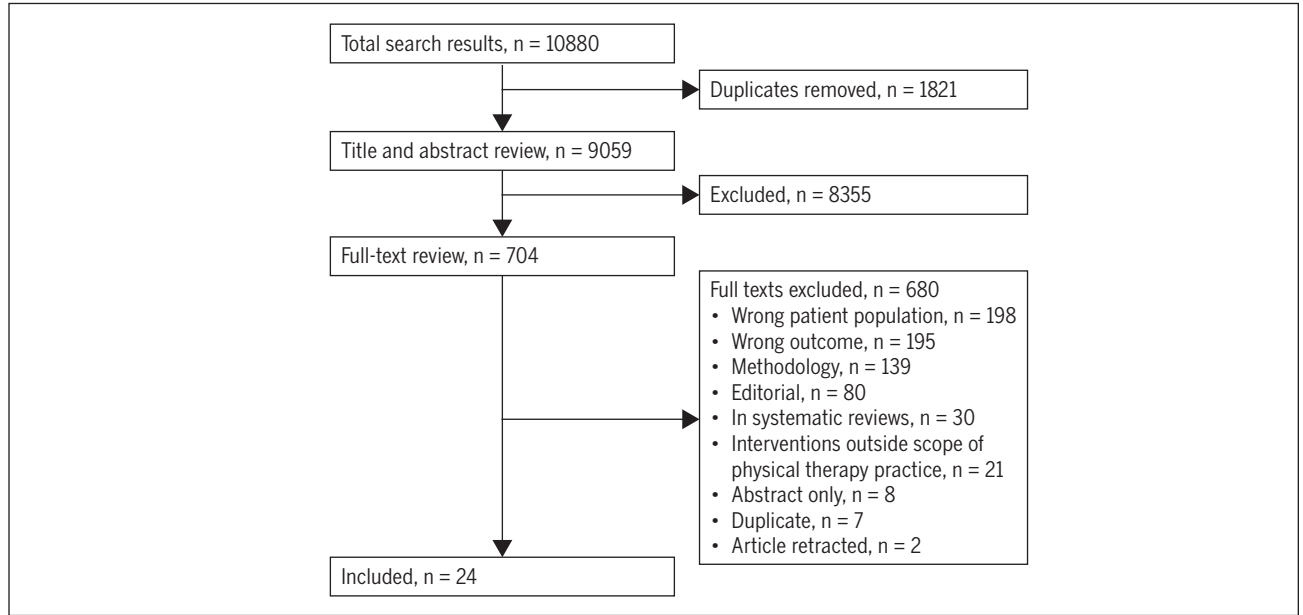 Total search results, n = 10880
Duplicates removed, n = 1821
Title and abstract review, n = 9059
Excluded, n = 8355
Full-text review, n = 704
Full texts excluded, n = 680
• Wrong patient population, n = 198
• Wrong outcome, n = 195
• Methodology, n = 139
• Editorial, n = 80
• In systematic reviews, n = 30
• Interventions outside scope of
physical therapy practice, n = 21
• Abstract only, n = 8
• Duplicate, n = 7
• Article retracted, n = 2
Included, n = 24